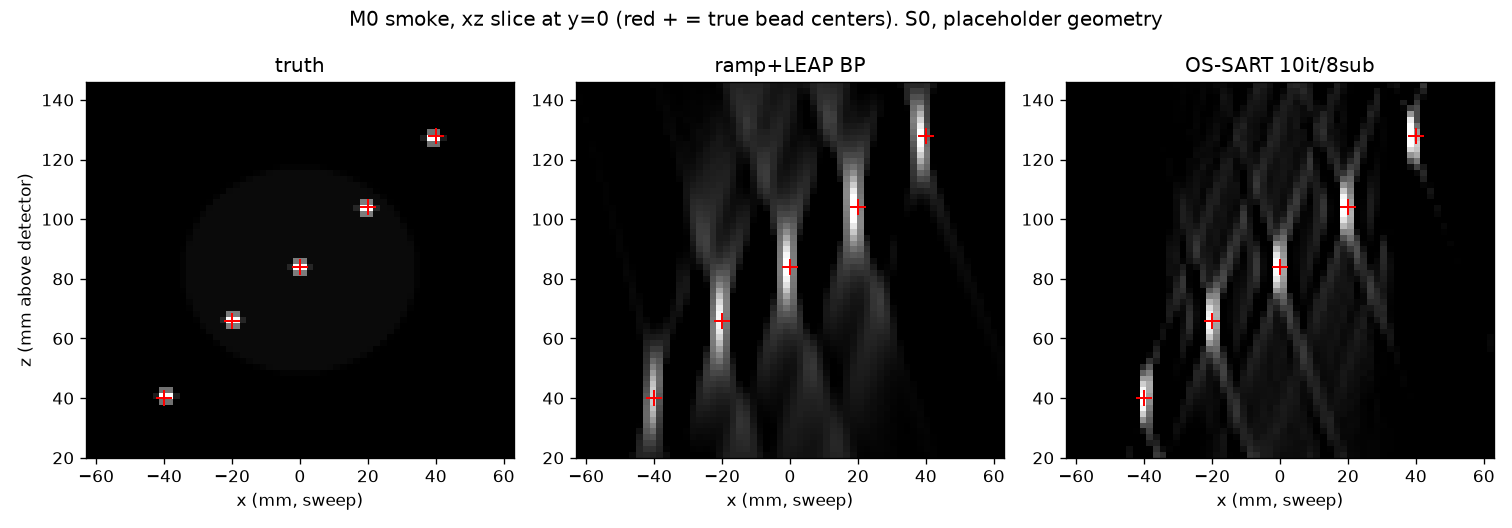 M0 smoke, xz slice at y=0 (red + = true bead centers). S0, placeholder geometry
truth
ramp+LEAP BP
OS-SART 10it/8sub
z (mm above detector)
140
120
100
80
60
40
20
−60 −40 −20 0 20 40 60
x (mm, sweep)
140
120
100
80
60
40
20
−60 −40 −20 0 20 40 60
x (mm, sweep)
140
120
100
80
60
40
20
−60 −40 −20 0 20 40 60
x (mm, sweep)